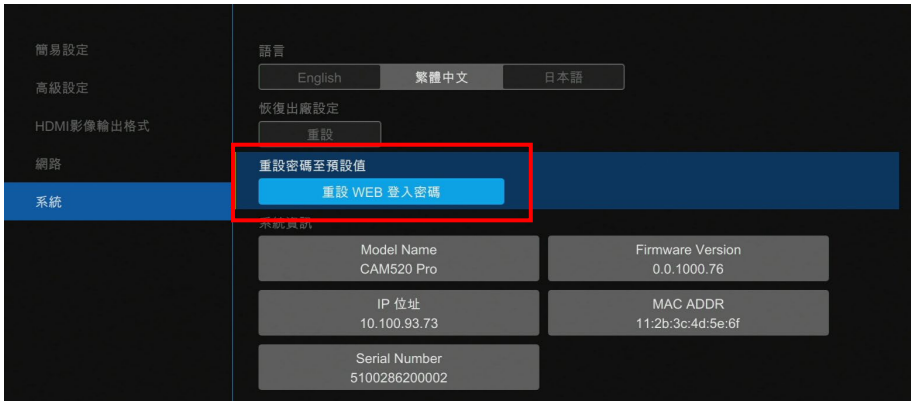 簡易設定
高級設定
HDMI影像輸出格式
網路
系統
語言
English 繁體中文 日本語
恢復出廠設定
重設
重設密碼至預設值
重設 WEB 登入密碼
系統資訊
Model Name
CAM520 Pro
Firmware Version
0.0.1000.76
IP 位址
10.100.93.73
MAC ADDR
11:2b:3c:4d:5e:6f
Serial Number
5100286200002